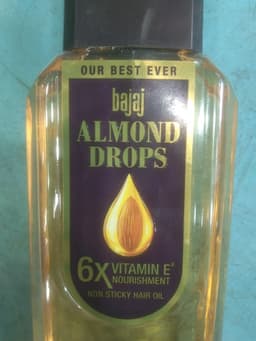 OUR BEST EVER
bajaj
ALMOND
DROPS
6X VITAMIN E
NOURISHMENT
NON STICKY HAIR OIL